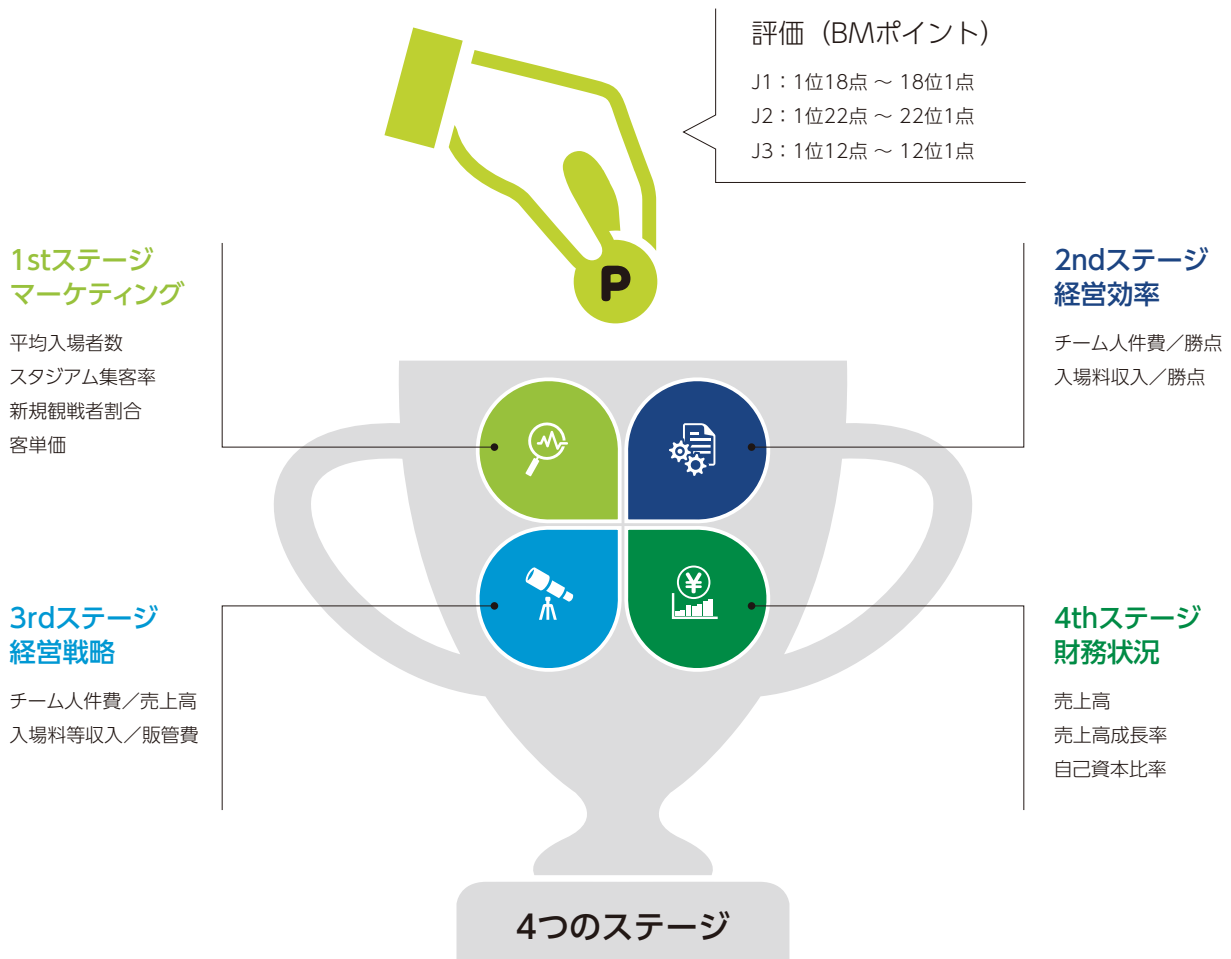 評価（BMポイント）
J1：1位18点 ～ 18位1点
J2：1位22点 ～ 22位1点
J3：1位12点 ～ 12位1点
P
1stステージ
マーケティング
平均入場者数
スタジアム集客率
新規観戦者割合
客単価
2ndステージ
経営効率
チーム人件費／勝点
入場料収入／勝点
¥
3rdステージ
経営戦略
チーム人件費／売上高
入場料等収入／販管費
4thステージ
財務状況
売上高
売上高成長率
自己資本比率
4つのステージ